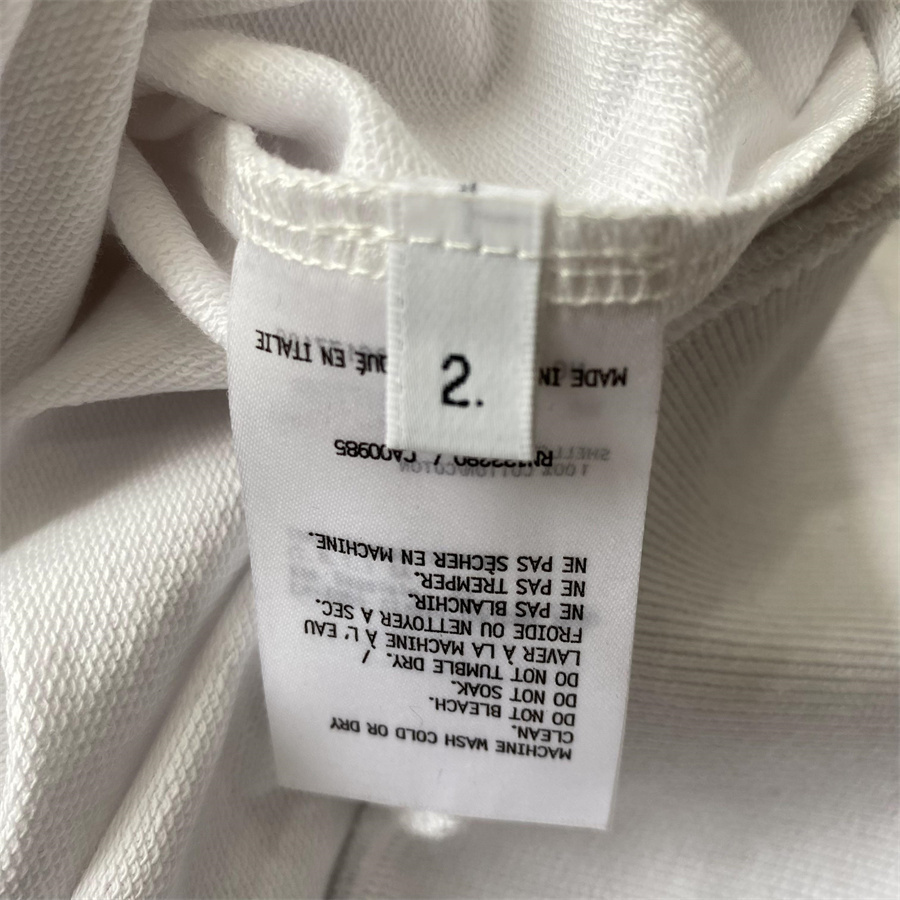 2.
MACHINE WASH COLD OR DRY
CLEAN.
DO NOT BLEACH.
DO NOT SOAK.
DO NOT TUMBLE DRY. /
LAVER À LA MACHINE À L'EAU
FROIDE OU NETTOYER A SEC.
NE PAS BLANCHIR.
NE PAS TREMPER.
NE PAS SÈCHER EN MACHINE.
/ CA00985
MADE IN EN ITALIE